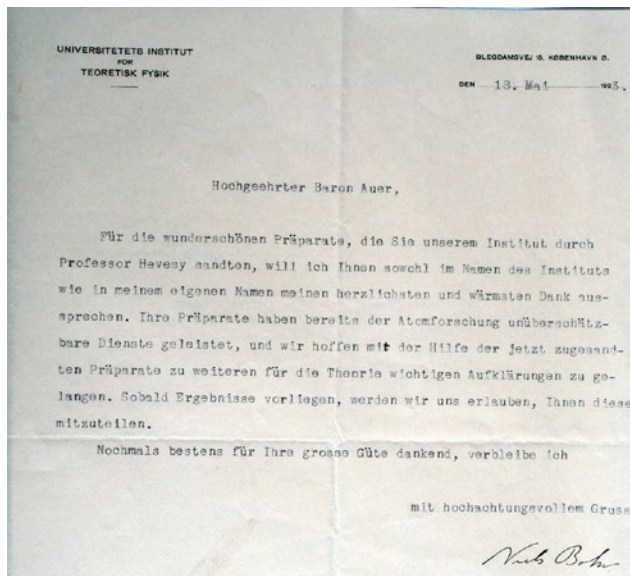 UNIVERSITETETS INSTITUT
FOR
TEORETISK FYSIK
BLEGDAMSVEJ 15. KØBENHAVN Ø.
DEN 18. Mai 1923.
Hochgeehrter Baron Auer,
Für die wunderschönen Präparate, die Sie unserem Institut durch
Professor Hevesy sandten, will ich Ihnen sowohl im Namen des Instituts
wie in meinem eigenen Namen meinen herzlichsten und wärmsten Dank aus-
sprechen. Ihre Präparate haben bereits der Atomforschung unüberschätz-
bare Dienste geleistet, und wir hoffen mit der Hilfe der jetzt zugesand-
ten Präparate zu weiteren für die Theorie wichtigen Aufklärungen zu ge-
langen. Sobald Ergebnisse vorliegen, werden wir uns erlauben, Ihnen diese
mitzuteilen.
Nochmals bestens für Ihre grosse Güte dankend, verbleibe ich
mit hochachtungsvollem Gruss
Niels Bohr